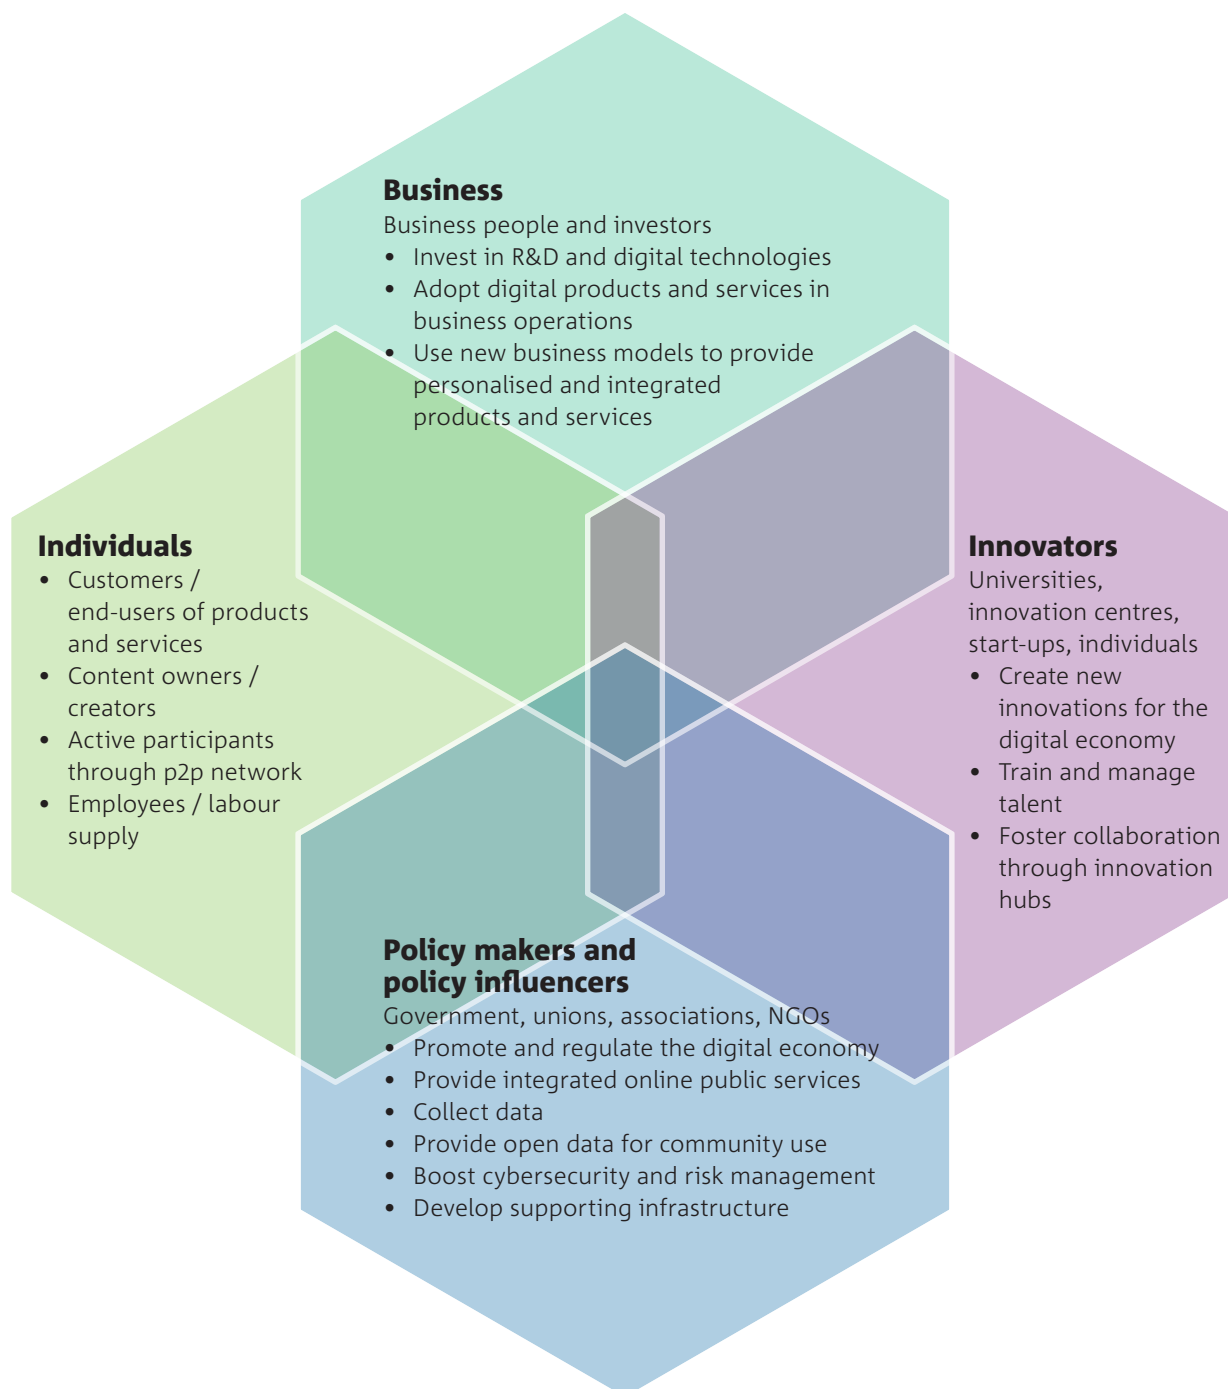 Business
Business people and investors
• Invest in R&D and digital technologies
• Adopt digital products and services in
business operations
• Use new business models to provide
personalised and integrated
products and services
Individuals
• Customers /
end-users of products
and services
• Content owners /
creators
• Active participants
through p2p network
• Employees / labour
supply
Innovators
Universities,
innovation centres,
start-ups, individuals
• Create new
innovations for the
digital economy
• Train and manage
talent
• Foster collaboration
through innovation
hubs
Policy makers and
policy influencers
Government, unions, associations, NGOs
• Promote and regulate the digital economy
• Provide integrated online public services
• Collect data
• Provide open data for community use
• Boost cybersecurity and risk management
• Develop supporting infrastructure